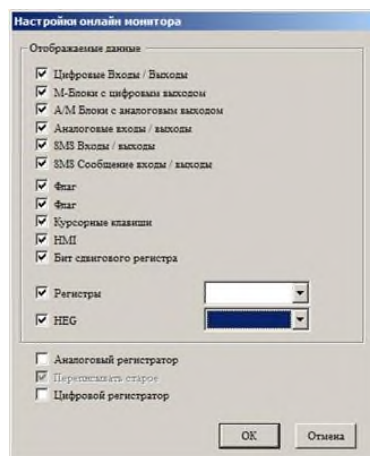 Настройки онлайн монитора
Отображаемые данные
Цифровые Входы / Выходы
М-Блоки с цифровым выходом
А/М Блоки с аналоговым выходом
Аналоговые входы / выходы
SMS Входы / выходы
SMS Сообщение входы / выходы
Флаг
Флаг
Курсорные клавиши
HMI
Бит сдвигового регистра
Регистры
HEG
Аналоговый регистратор
Переписывать старое
Цифровой регистратор
OK Отмена